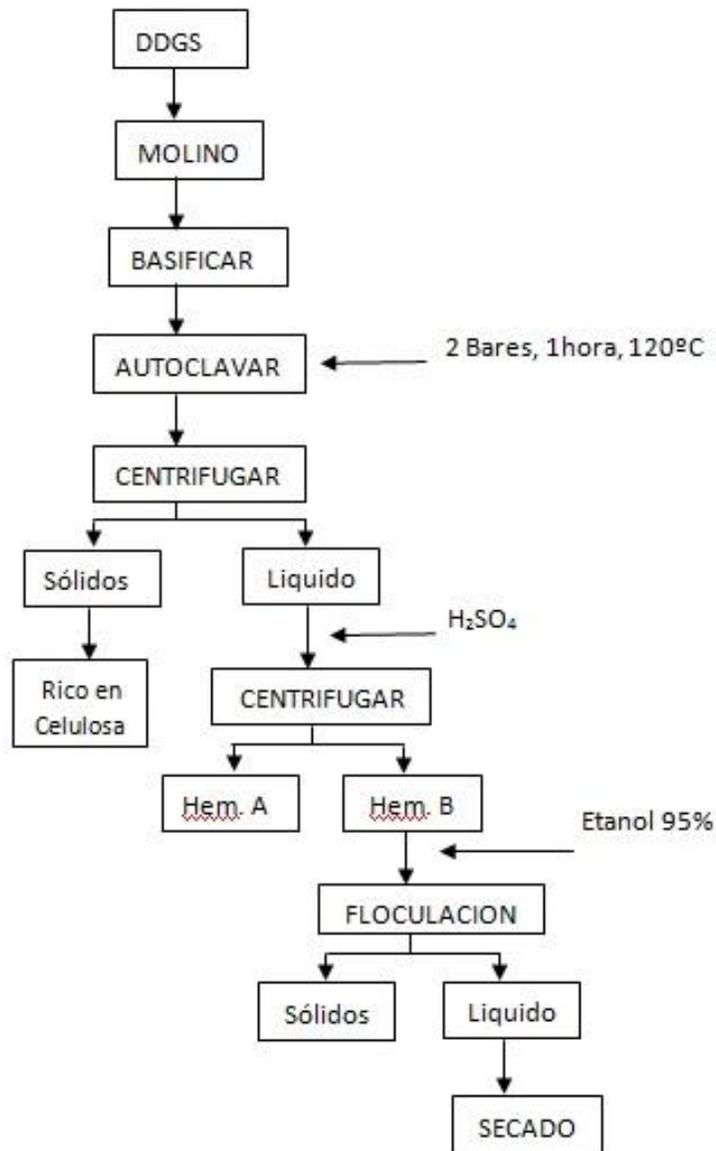 DDGS
MOLINO
BASIFICAR
AUTOCLAVAR
2 Bares, 1hora, 120ºC
CENTRIFUGAR
Sólidos
Liquido
H₂SO₄
Rico en
Celulosa
CENTRIFUGAR
Hem. A
Hem. B
Etanol 95%
FLOCULACION
Sólidos
Liquido
SECADO